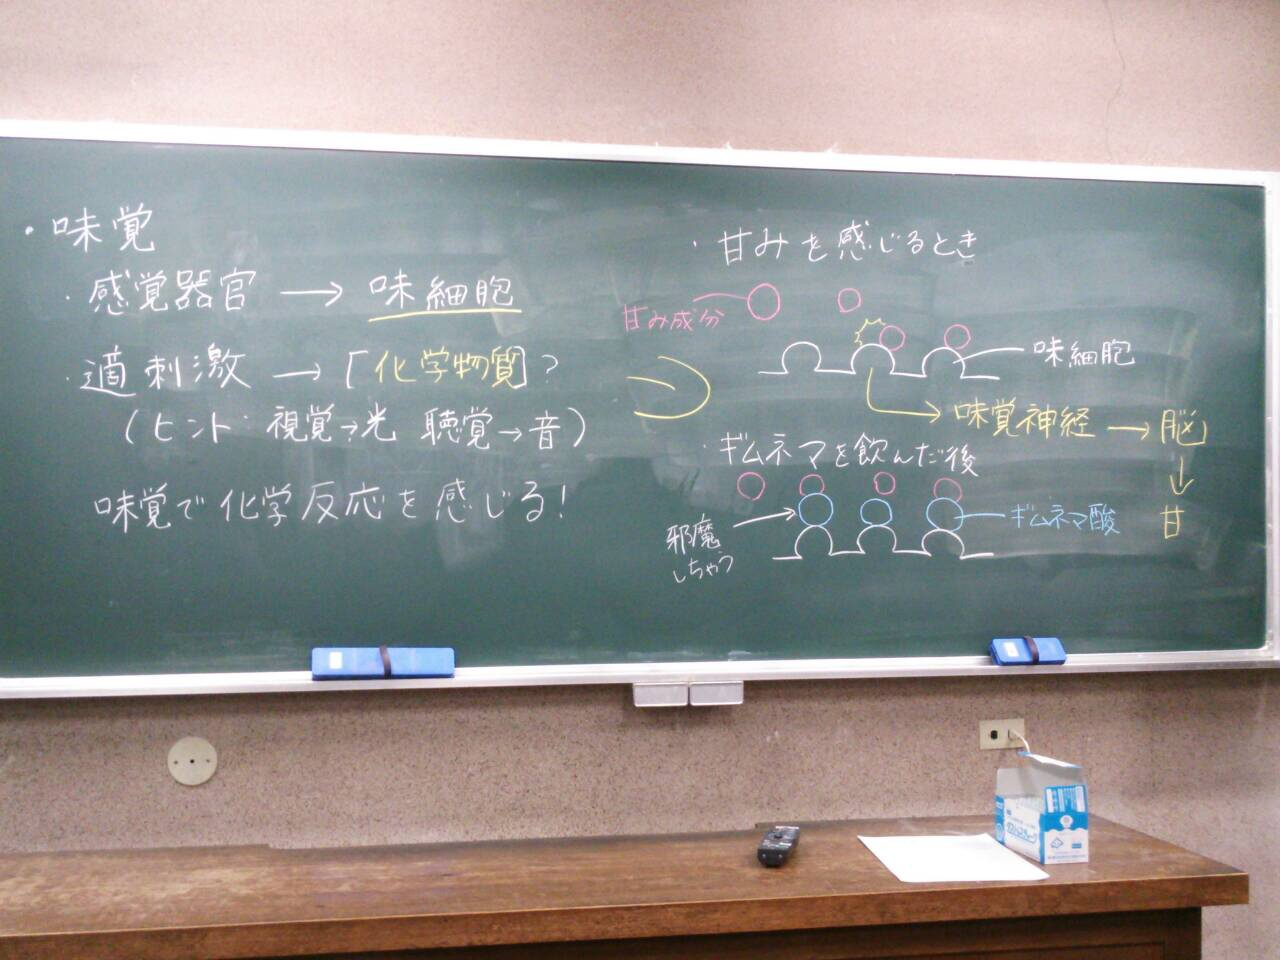 ・味覚
・感覚器官 → 味細胞
・適刺激 → [化学物質]?
(ヒント:視覚→光 聴覚→音)
味覚で化学反応を感じる!
・甘みを感じるとき
甘み成分
味細胞
味覚神経 → 脳
↓
甘
・ギムネマを飲んだ後
邪魔
しちゃう
ギムネマ酸